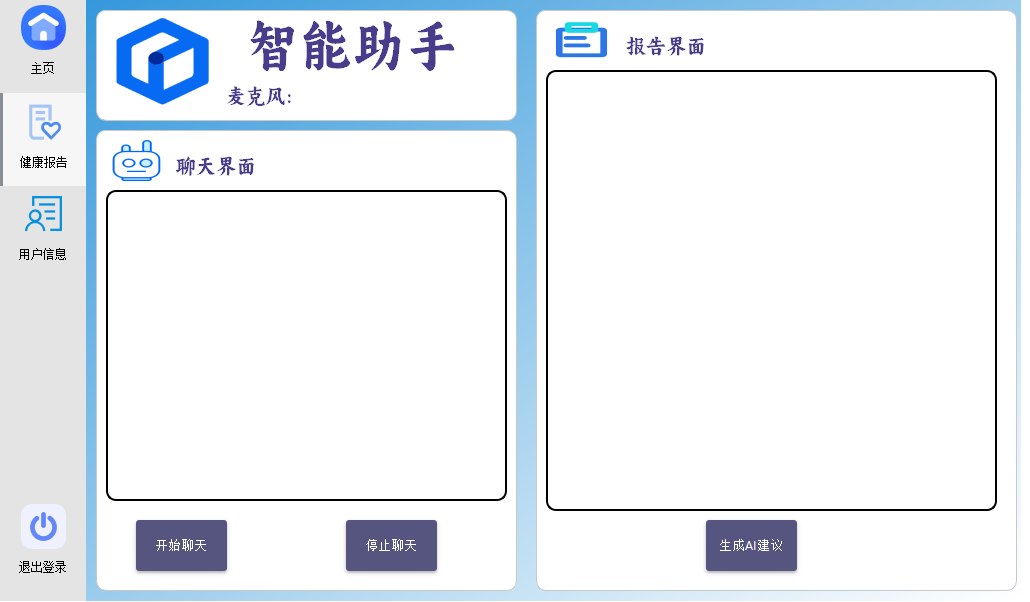 主页
健康报告
用户信息
退出登录
智能助手
麦克风:
聊天界面
开始聊天
停止聊天
报告界面
生成AI建议